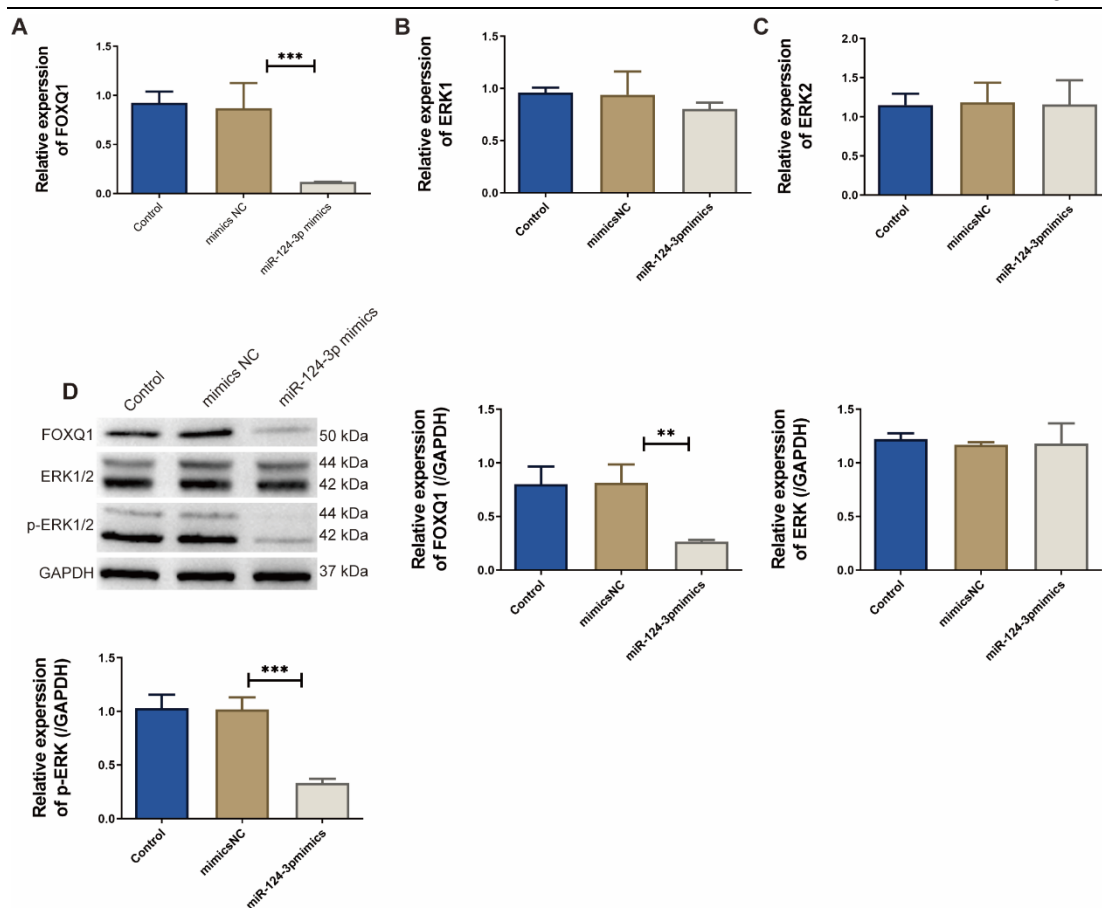 A
Relative experssion
of FOXQ1
1.5
1.0
0.5
0.0
***
Control
mimics NC
miR-124-3p mimics
B
Relative experssion
of ERK1
1.5
1.0
0.5
0.0
Control
mimicsNC
miR-124-3pmimics
C
Relative experssion
of ERK2
2.0
1.5
1.0
0.5
0.0
Control
mimicsNC
miR-124-3pmimics
D
Control
mimics NC
miR-124-3p mimics
FOXQ1
50 kDa
ERK1/2
44 kDa
42 kDa
p-ERK1/2
44 kDa
42 kDa
GAPDH
37 kDa
Relative experssion
of FOXQ1 (/GAPDH)
1.5
1.0
0.5
0.0
**
Control
mimicsNC
miR-124-3pmimics
Relative experssion
of ERK (/GAPDH)
1.5
1.0
0.5
0.0
Control
mimicsNC
miR-124-3pmimics
Relative experssion
of p-ERK (/GAPDH)
1.5
1.0
0.5
0.0
***
Control
mimicsNC
miR-124-3pmimics